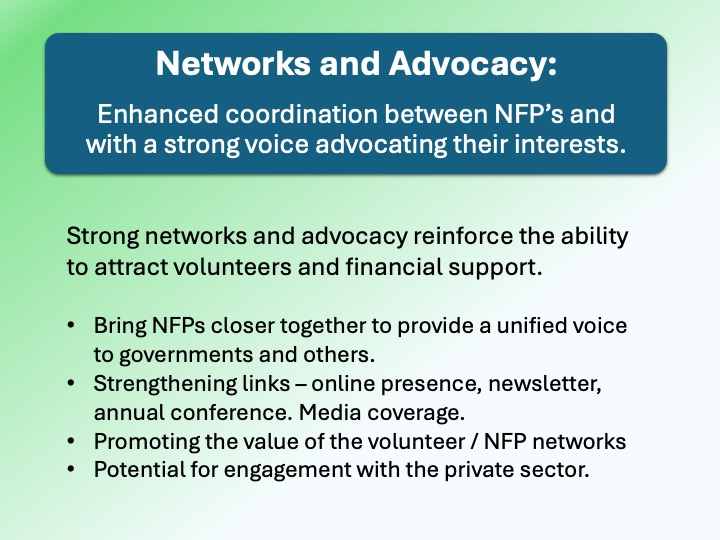 Networks and Advocacy:
Enhanced coordination between NFP’s and
with a strong voice advocating their interests.
Strong networks and advocacy reinforce the ability
to attract volunteers and financial support.
• Bring NFPs closer together to provide a unified voice
to governments and others.
• Strengthening links – online presence, newsletter,
annual conference. Media coverage.
• Promoting the value of the volunteer / NFP networks
• Potential for engagement with the private sector.